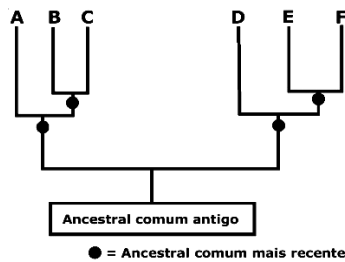 A B C D E F
Ancestral comum antigo
= Ancestral comum mais recente